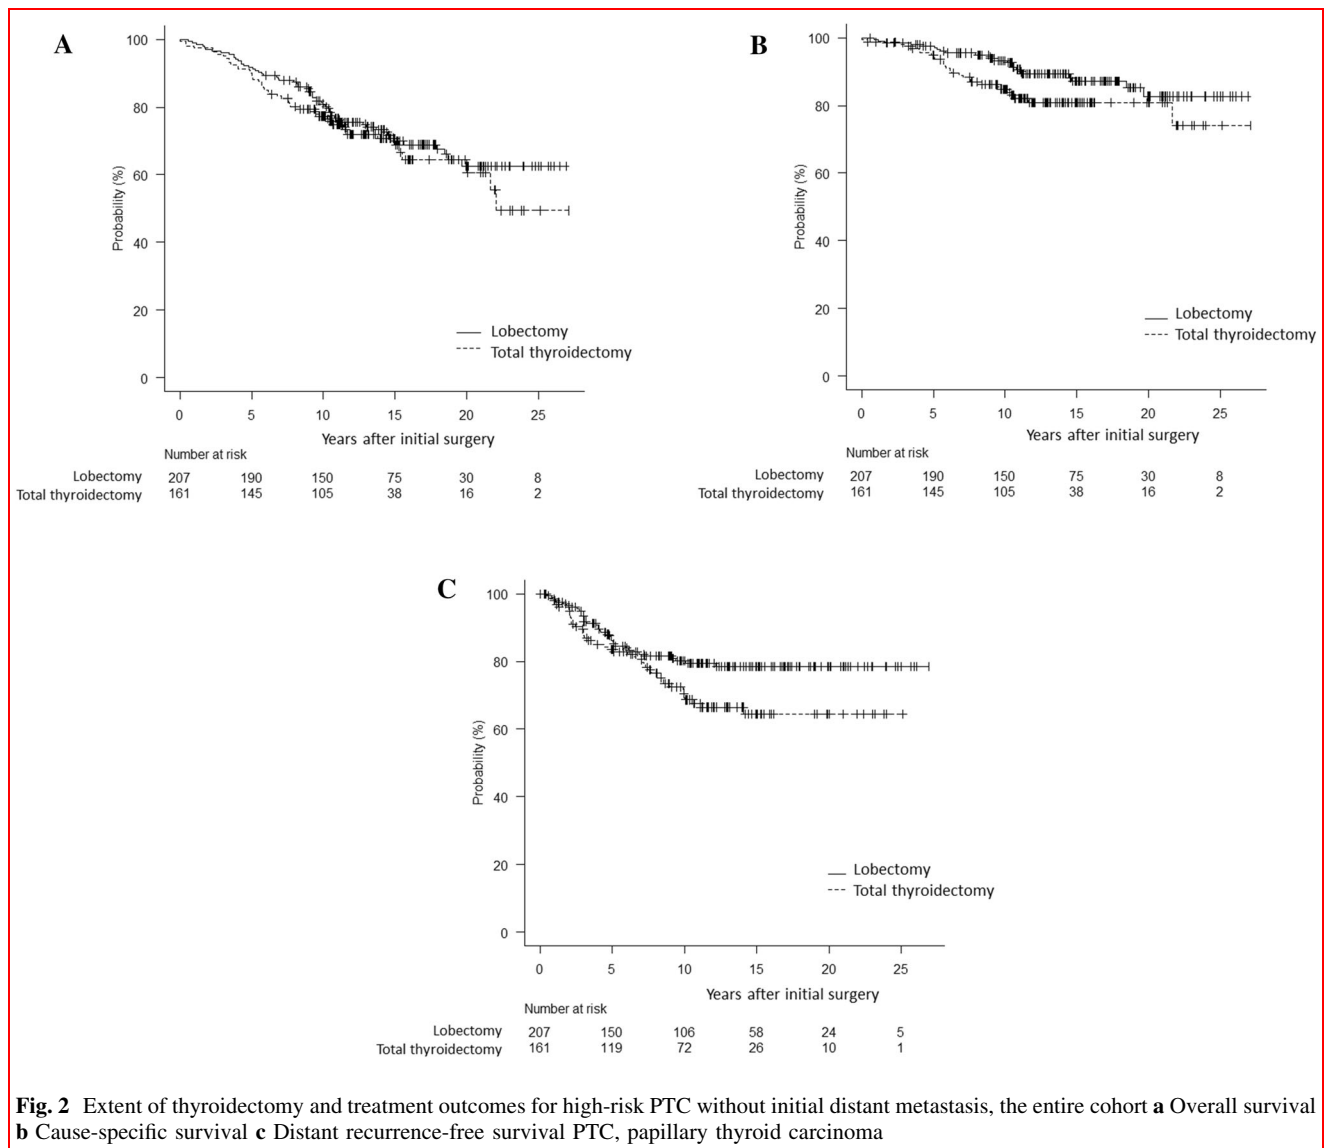 A
100
80
60
40
20
0
Probability (%)
Lobectomy
Total thyroidectomy
0 5 10 15 20 25
Years after initial surgery
Number at risk
Lobectomy 207 190 150 75 30 8
Total thyroidectomy 161 145 105 38 16 2
B
100
80
60
40
20
0
Probability (%)
Lobectomy
Total thyroidectomy
0 5 10 15 20 25
Years after initial surgery
Number at risk
Lobectomy 207 190 150 75 30 8
Total thyroidectomy 161 145 105 38 16 2
C
100
80
60
40
20
0
Probability (%)
Lobectomy
Total thyroidectomy
0 5 10 15 20 25
Years after initial surgery
Number at risk
Lobectomy 207 150 106 58 24 5
Total thyroidectomy 161 119 72 26 10 1
Fig. 2 Extent of thyroidectomy and treatment outcomes for high-risk PTC without initial distant metastasis, the entire cohort a Overall survival
b Cause-specific survival c Distant recurrence-free survival PTC, papillary thyroid carcinoma